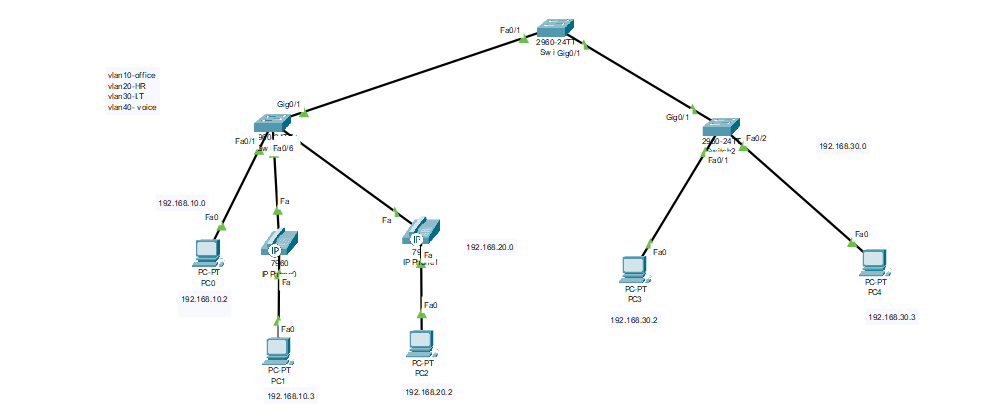 Fa0/1
2960-24TT
Gig0/1
vlan10-office
vlan20-HR
vlan30-I.T
vlan40- voice
Gig0/1
Gig0/1
Fa0/1
Fa0/6
2960-24TT
Switch2
Fa0/2
Fa0/1
192.168.30.0
192.168.10.0
Fa0
Fa
Fa
192.168.20.0
7960
IP Phone0
Fa
IP Phone1
Fa
PC-PT
PC0
192.168.10.2
Fa0
PC-PT
PC3
192.168.30.2
Fa0
PC-PT
PC4
192.168.30.3
Fa0
PC-PT
PC1
192.168.10.3
Fa0
PC-PT
PC2
192.168.20.2